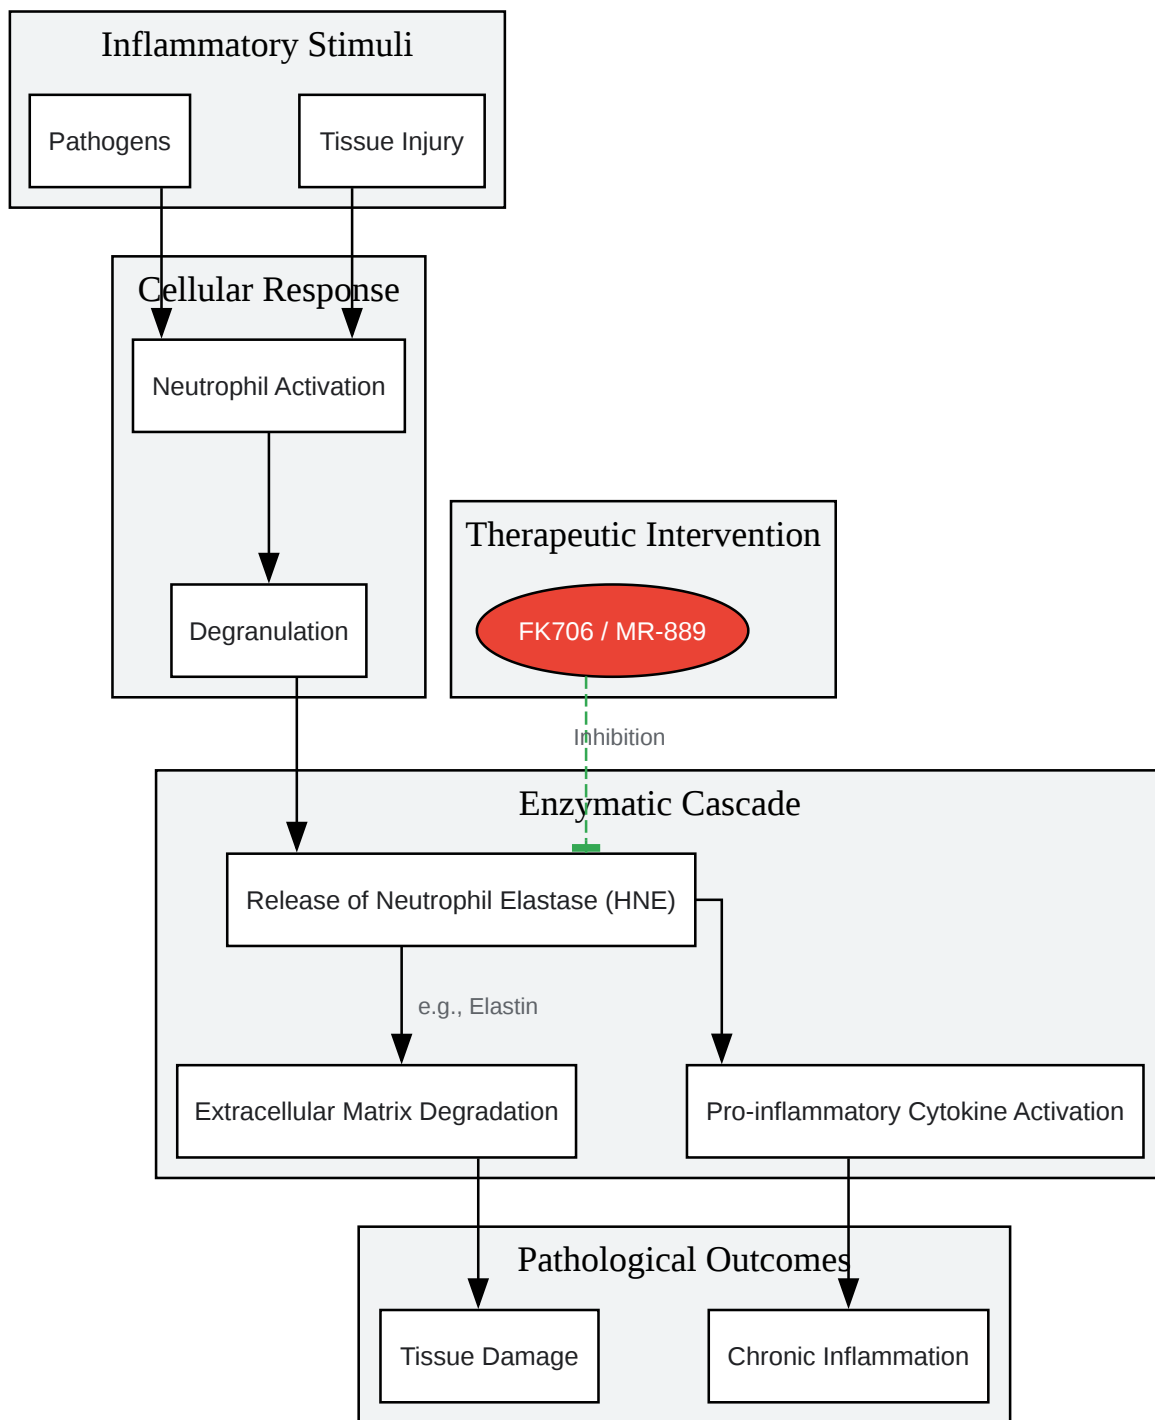 Inflammatory Stimuli
Pathogens
Tissue Injury
Cellular Response
Neutrophil Activation
Degranulation
Therapeutic Intervention
FK706 / MR-889
Inhibition
Enzymatic Cascade
Release of Neutrophil Elastase (HNE)
e.g., Elastin
Extracellular Matrix Degradation
Pro-inflammatory Cytokine Activation
Pathological Outcomes
Tissue Damage
Chronic Inflammation